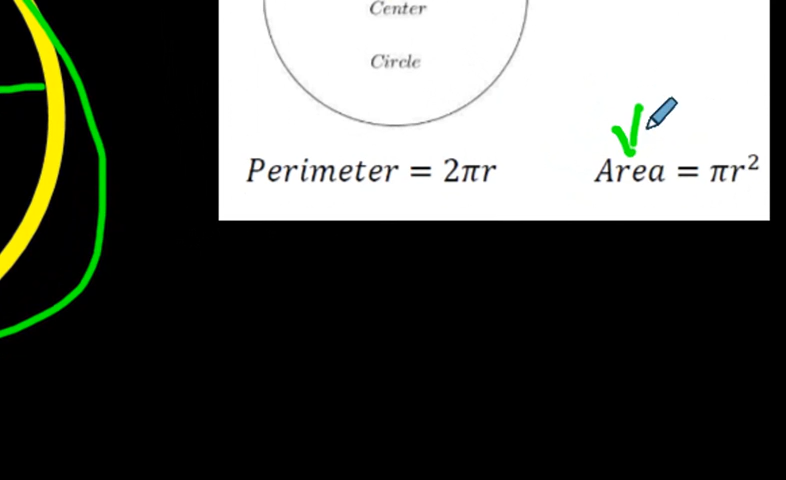 Center
Circle
Perimeter = 2πr
Area = πr²